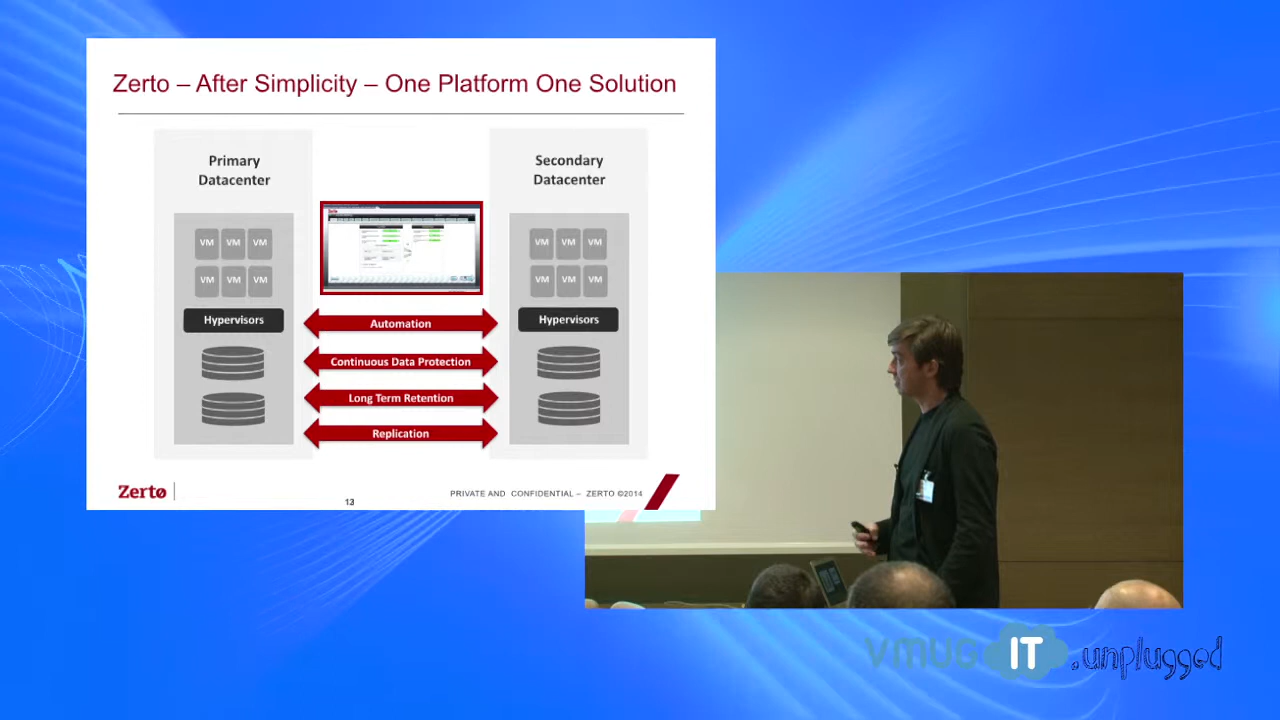 Zerto – After Simplicity – One Platform One Solution
Primary
Datacenter
Secondary
Datacenter
VM VM VM
VM VM VM
VM VM VM
VM VM VM
Hypervisors
Hypervisors
Automation
Continuous Data Protection
Long Term Retention
Replication
Zerto
13
PRIVATE AND CONFIDENTIAL – ZERTO ©2014
vmug IT .unplugged